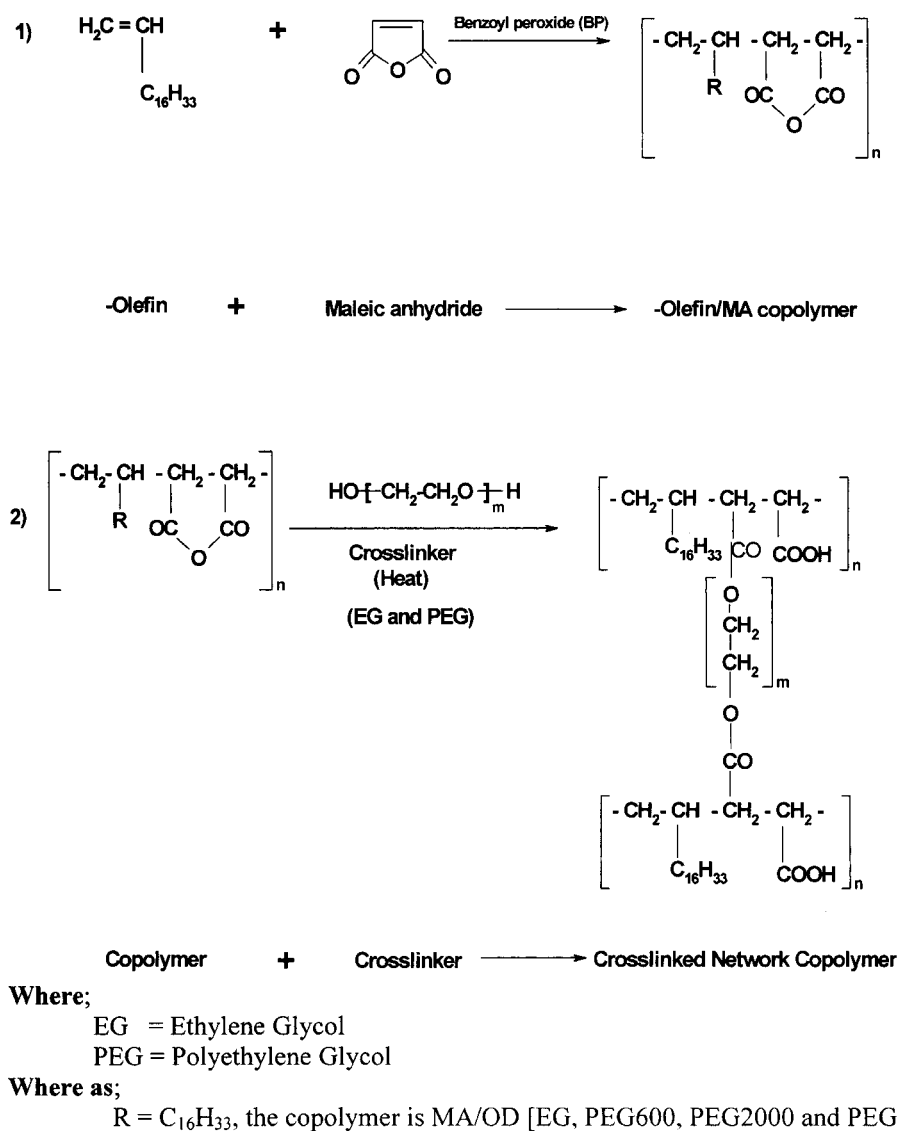 1) H₂C=CH + Benzoyl peroxide (BP) - CH₂- CH - CH₂ - CH₂ -
C₁₆H₃₃ O O O R OC CO
O
n
-Olefin + Maleic anhydride -Olefin/MA copolymer
2) - CH₂- CH - CH₂ - CH₂ - HO-[-CH₂-CH₂O-]ₘ-H - CH₂- CH - CH₂ - CH₂ -
R OC CO
O
n
Crosslinker
(Heat)
(EG and PEG)
C₁₆H₃₃ CO COOH
n
O
CH₂
CH₂
m
O
CO
- CH₂- CH - CH₂ - CH₂ -
C₁₆H₃₃ COOH
n
Copolymer + Crosslinker Crosslinked Network Copolymer
Where;
EG = Ethylene Glycol
PEG = Polyethylene Glycol
Where as;
R = C₁₆H₃₃, the copolymer is MA/OD [EG, PEG600, PEG2000 and PEG